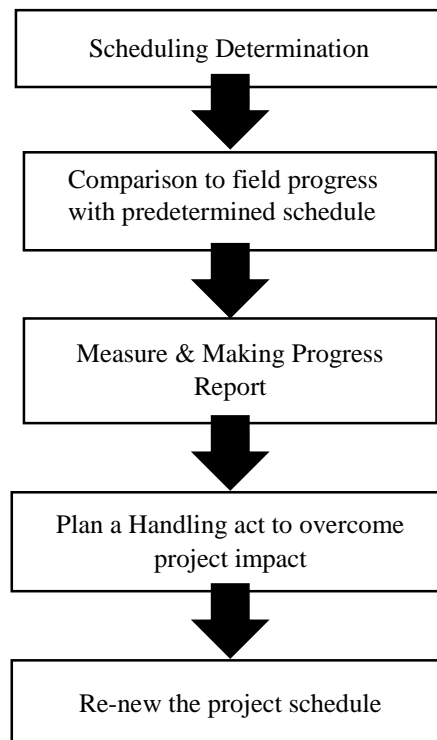 Scheduling Determination
Comparison to field progress
with predetermined schedule
Measure & Making Progress
Report
Plan a Handling act to overcome
project impact
Re-new the project schedule